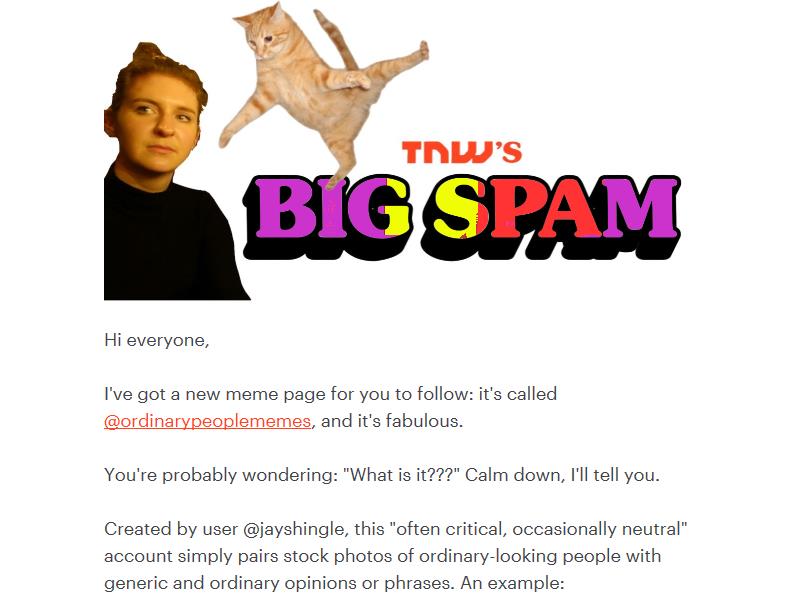 TNW'S
BIG SPAM
Hi everyone,
I've got a new meme page for you to follow: it's called
@ordinarypeoplememes, and it's fabulous.
You're probably wondering: "What is it???" Calm down, I'll tell you.
Created by user @jayshingle, this "often critical, occasionally neutral"
account simply pairs stock photos of ordinary-looking people with
generic and ordinary opinions or phrases. An example: